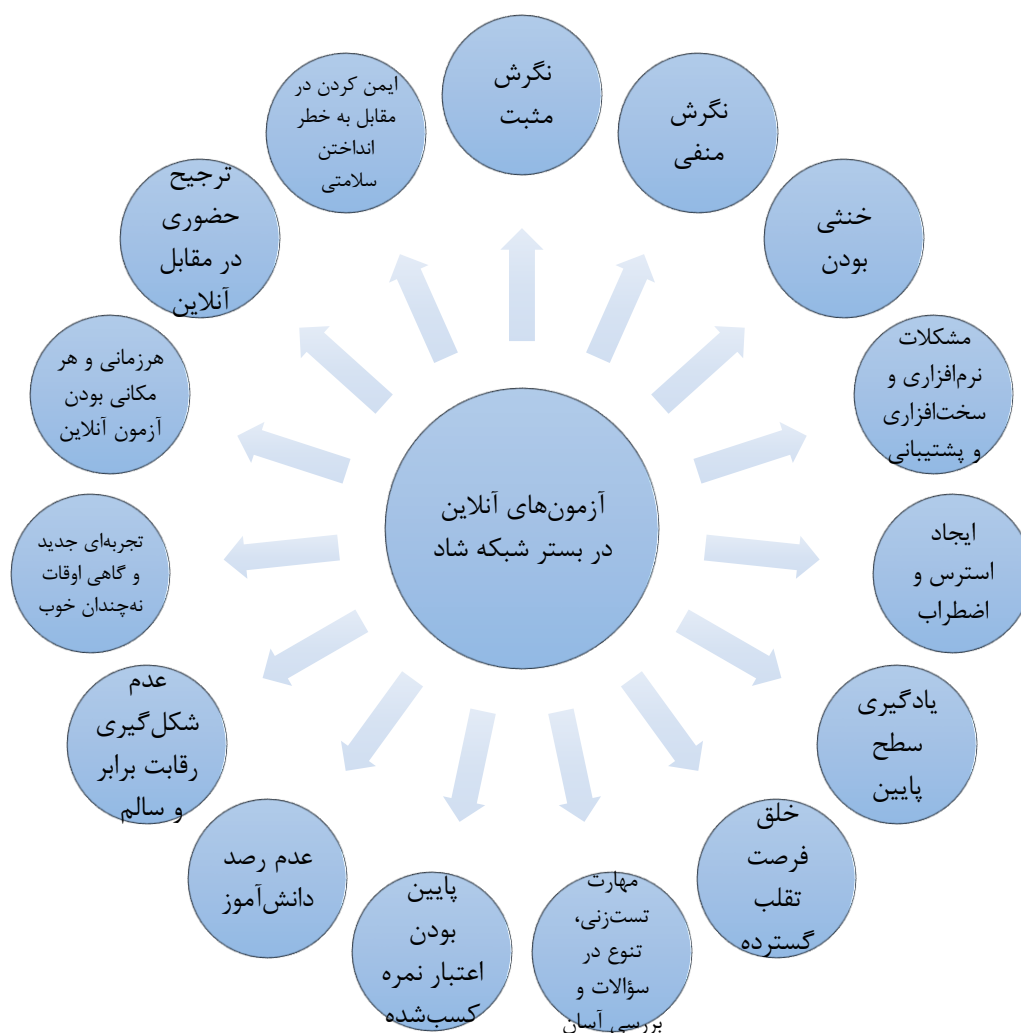 نگرش
مثبت
نگرش
منفی
خنثی
بودن
مشکلات
نرم‌افزاری و
سخت‌افزاری
و پشتیبانی
ایجاد
استرس و
اضطراب
یادگیری
سطح
پایین
خلق
فرصت
تقلب
گسترده
مهارت
تست‌زنی،
تنوع در
سؤالات و
بررسی آسان
پایین
بودن
اعتبار نمره
کسب‌شده
عدم رصد
دانش‌آموز
عدم
شکل‌گیری
رقابت برابر
و سالم
تجربه‌ای جدید
و گاهی اوقات
نه‌چندان خوب
هرزمانی و هر
مکانی بودن
آزمون آنلاین
ترجیح
حضوری
در مقابل
آنلاین
ایمن کردن در
مقابل به خطر
انداختن
سلامتی
آزمون‌های آنلاین
در بستر شبکه شاد